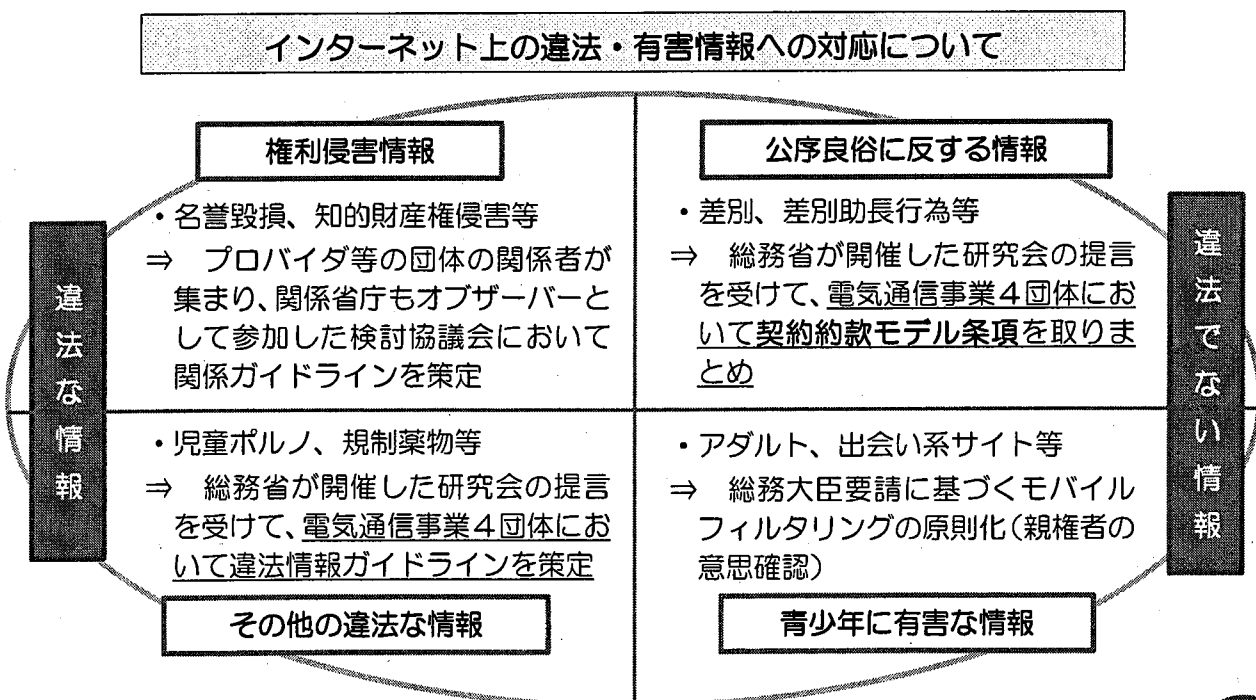 インターネット上の違法・有害情報への対応について
権利侵害情報
・名誉毀損、知的財産権侵害等
⇒　プロバイダ等の団体の関係者が
集まり、関係省庁もオブザーバーと
して参加した検討協議会において
関係ガイドラインを策定
公序良俗に反する情報
・差別、差別助長行為等
⇒　総務省が開催した研究会の提言
を受けて、電気通信事業４団体にお
いて契約約款モデル条項を取りま
とめ
違法な情報
違法でない情報
・児童ポルノ、規制薬物等
⇒　総務省が開催した研究会の提言
を受けて、電気通信事業４団体にお
いて違法情報ガイドラインを策定
その他の違法な情報
・アダルト、出会い系サイト等
⇒　総務大臣要請に基づくモバイル
フィルタリングの原則化（親権者の
意思確認）
青少年に有害な情報